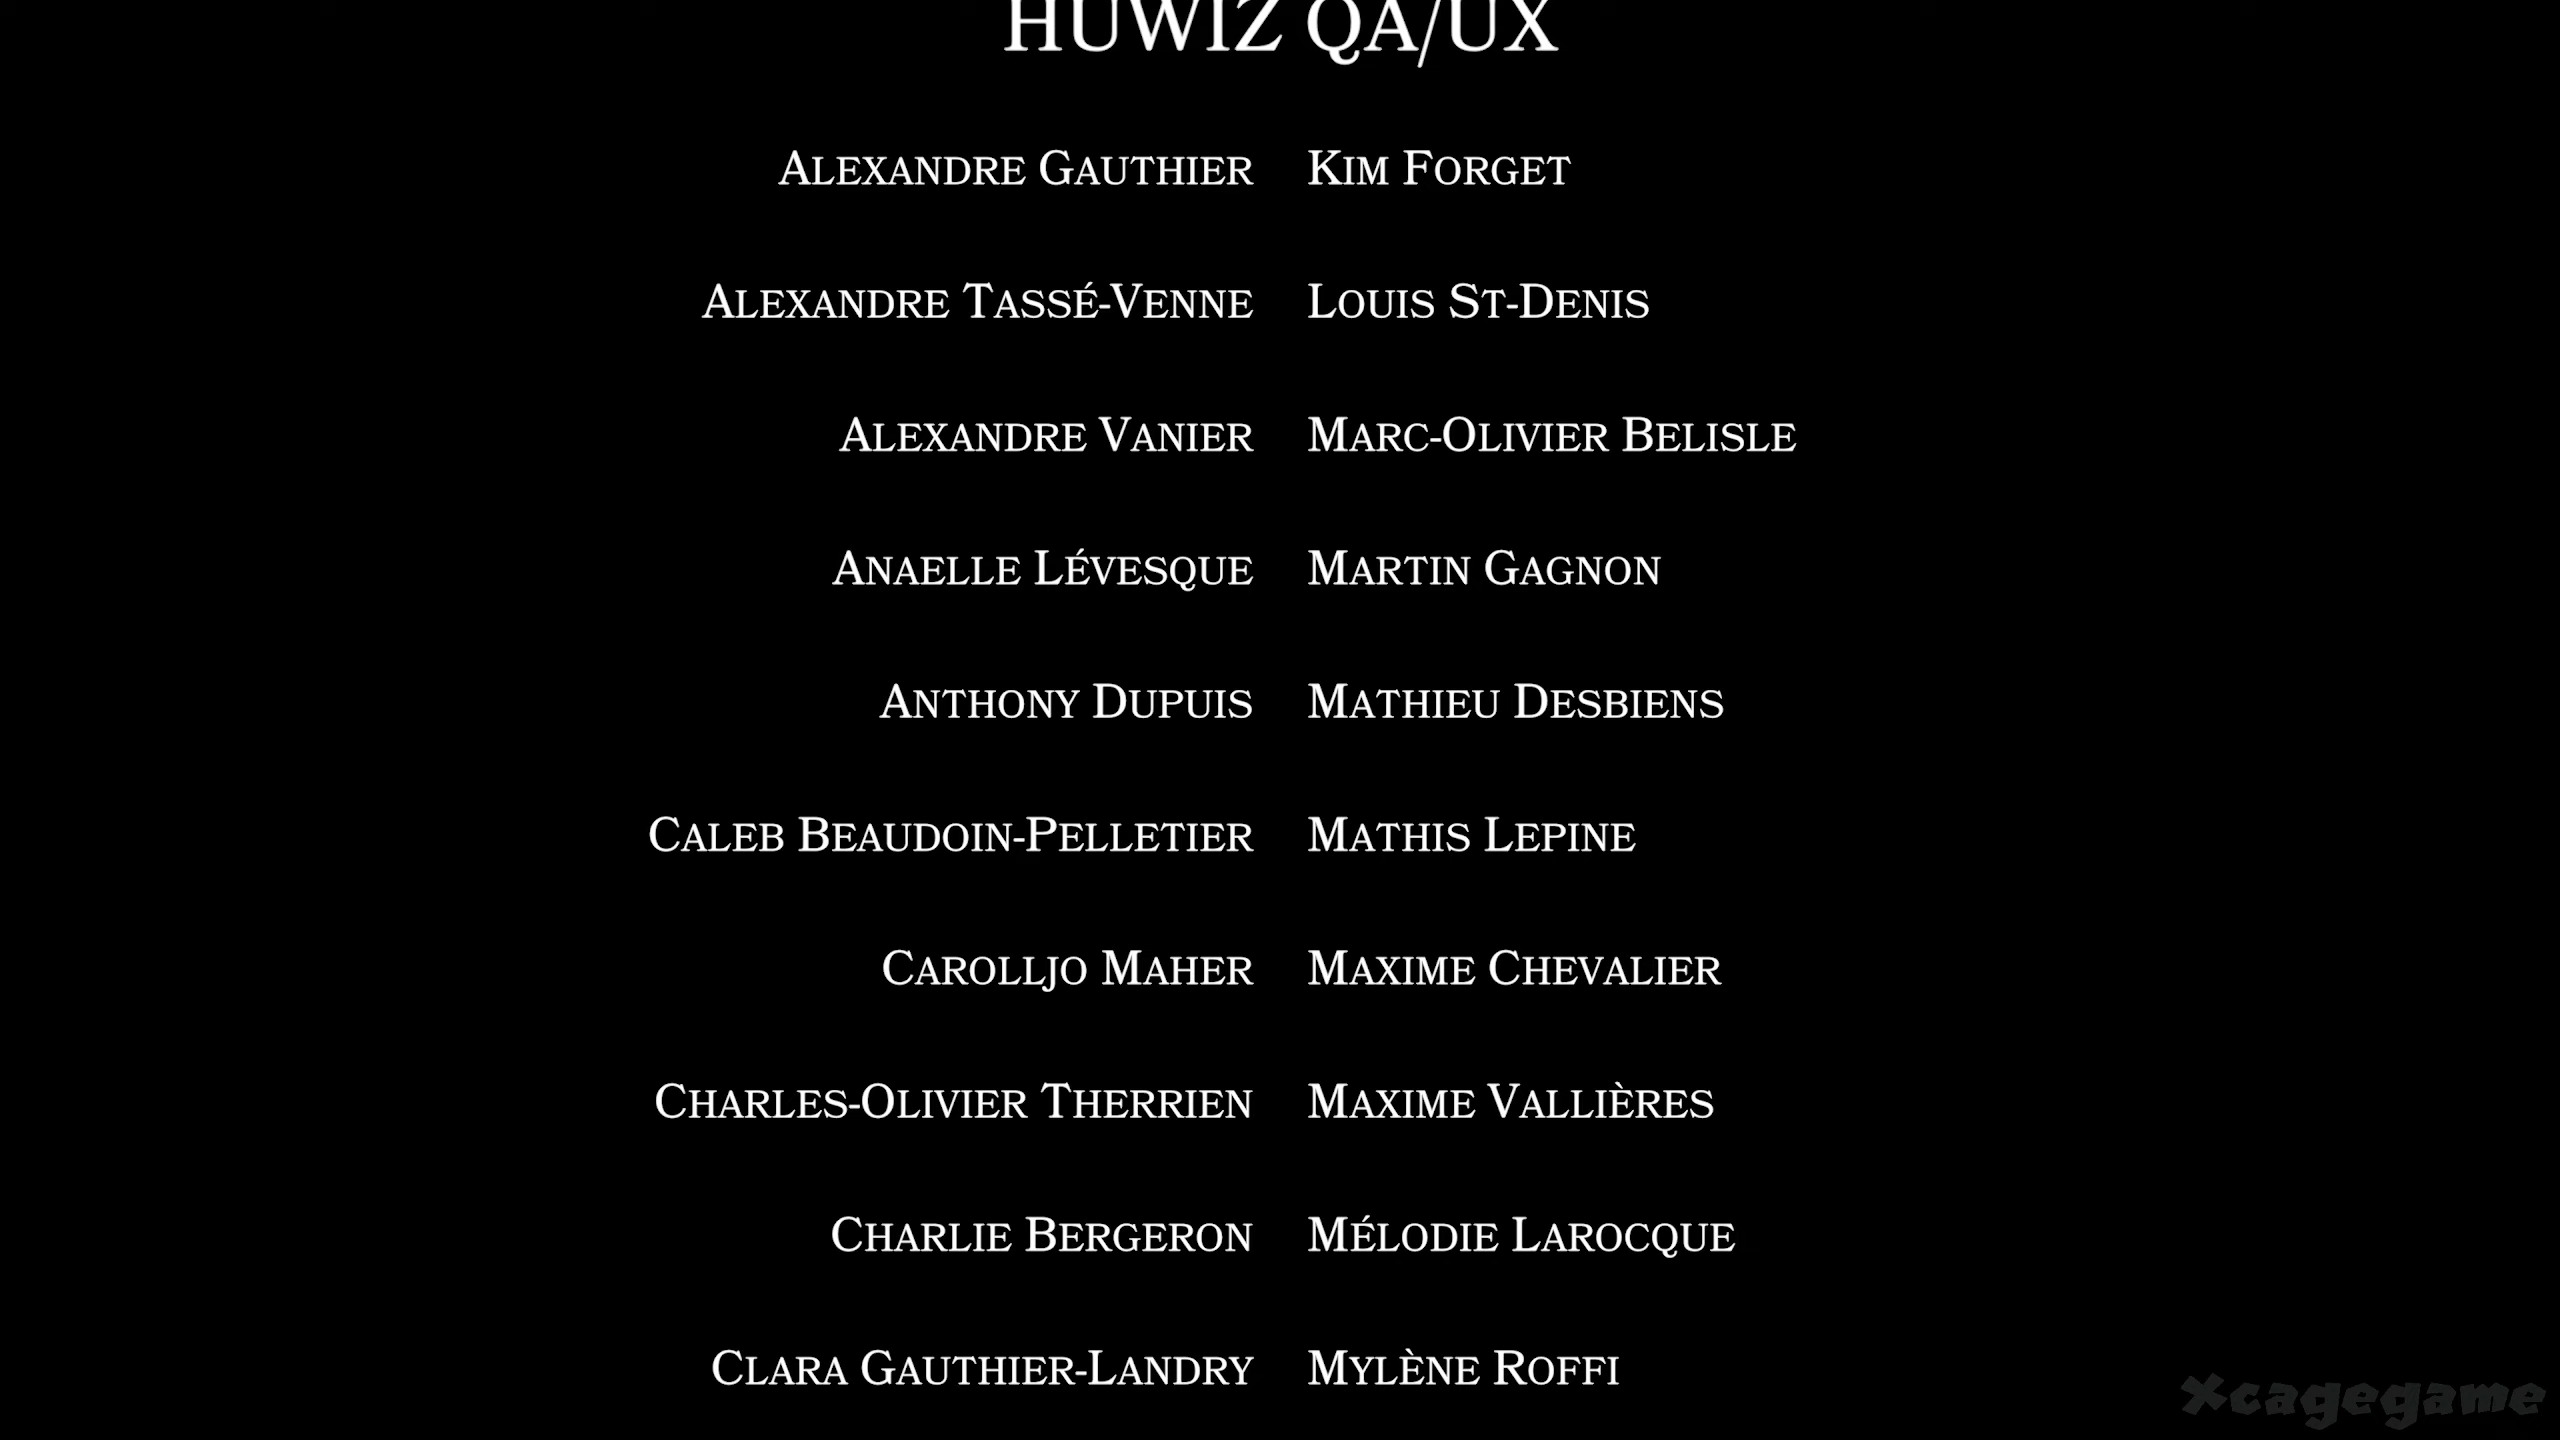 HUWIZ QA/UX
ALEXANDRE GAUTHIER KIM FORGET
ALEXANDRE TASSÉ-VENNE LOUIS ST-DENIS
ALEXANDRE VANIER MARC-OLIVIER BELISLE
ANAELLE LÉVESQUE MARTIN GAGNON
ANTHONY DUPUIS MATHIEU DESBIENS
CALEB BEAUDOIN-PELLETIER MATHIS LEPINE
CAROLLJO MAHER MAXIME CHEVALIER
CHARLES-OLIVIER THERRIEN MAXIME VALLIÈRES
CHARLIE BERGERON MÉLODIE LAROCQUE
CLARA GAUTHIER-LANDRY MYLÈNE ROFFI
Xcagegame